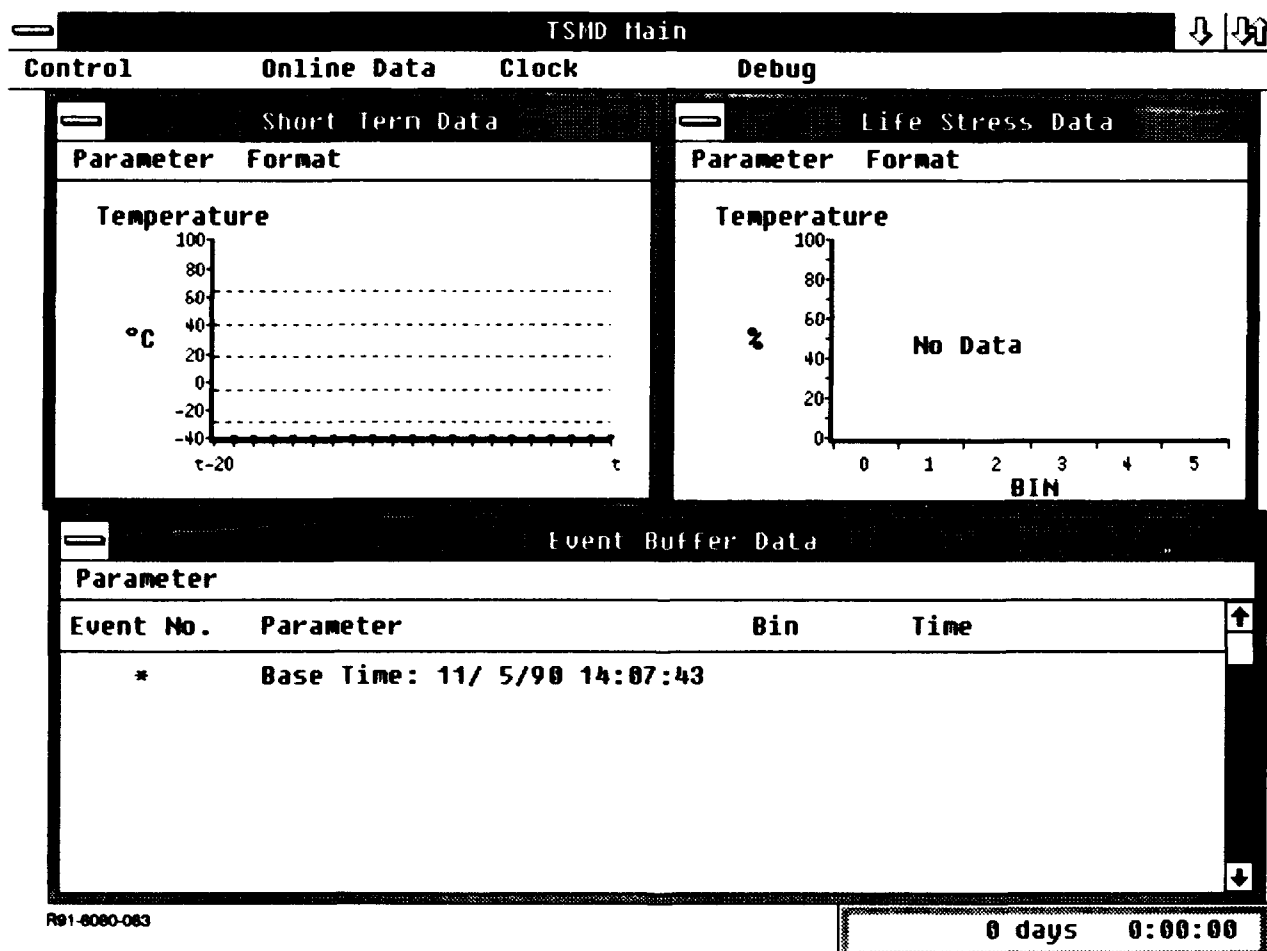 TSMD Main
Control Online Data Clock Debug
Short Term Data
Parameter Format
Temperature
100
80
60
40
20
0
-20
-40
°C
t-20 t
Life Stress Data
Parameter Format
Temperature
100
80
60
40
20
0
%
No Data
0 1 2 3 4 5
BIN
Event Buffer Data
Parameter
Event No. Parameter Bin Time
* Base Time: 11/ 5/90 14:07:43
R91-6080-063
0 days 0:00:00